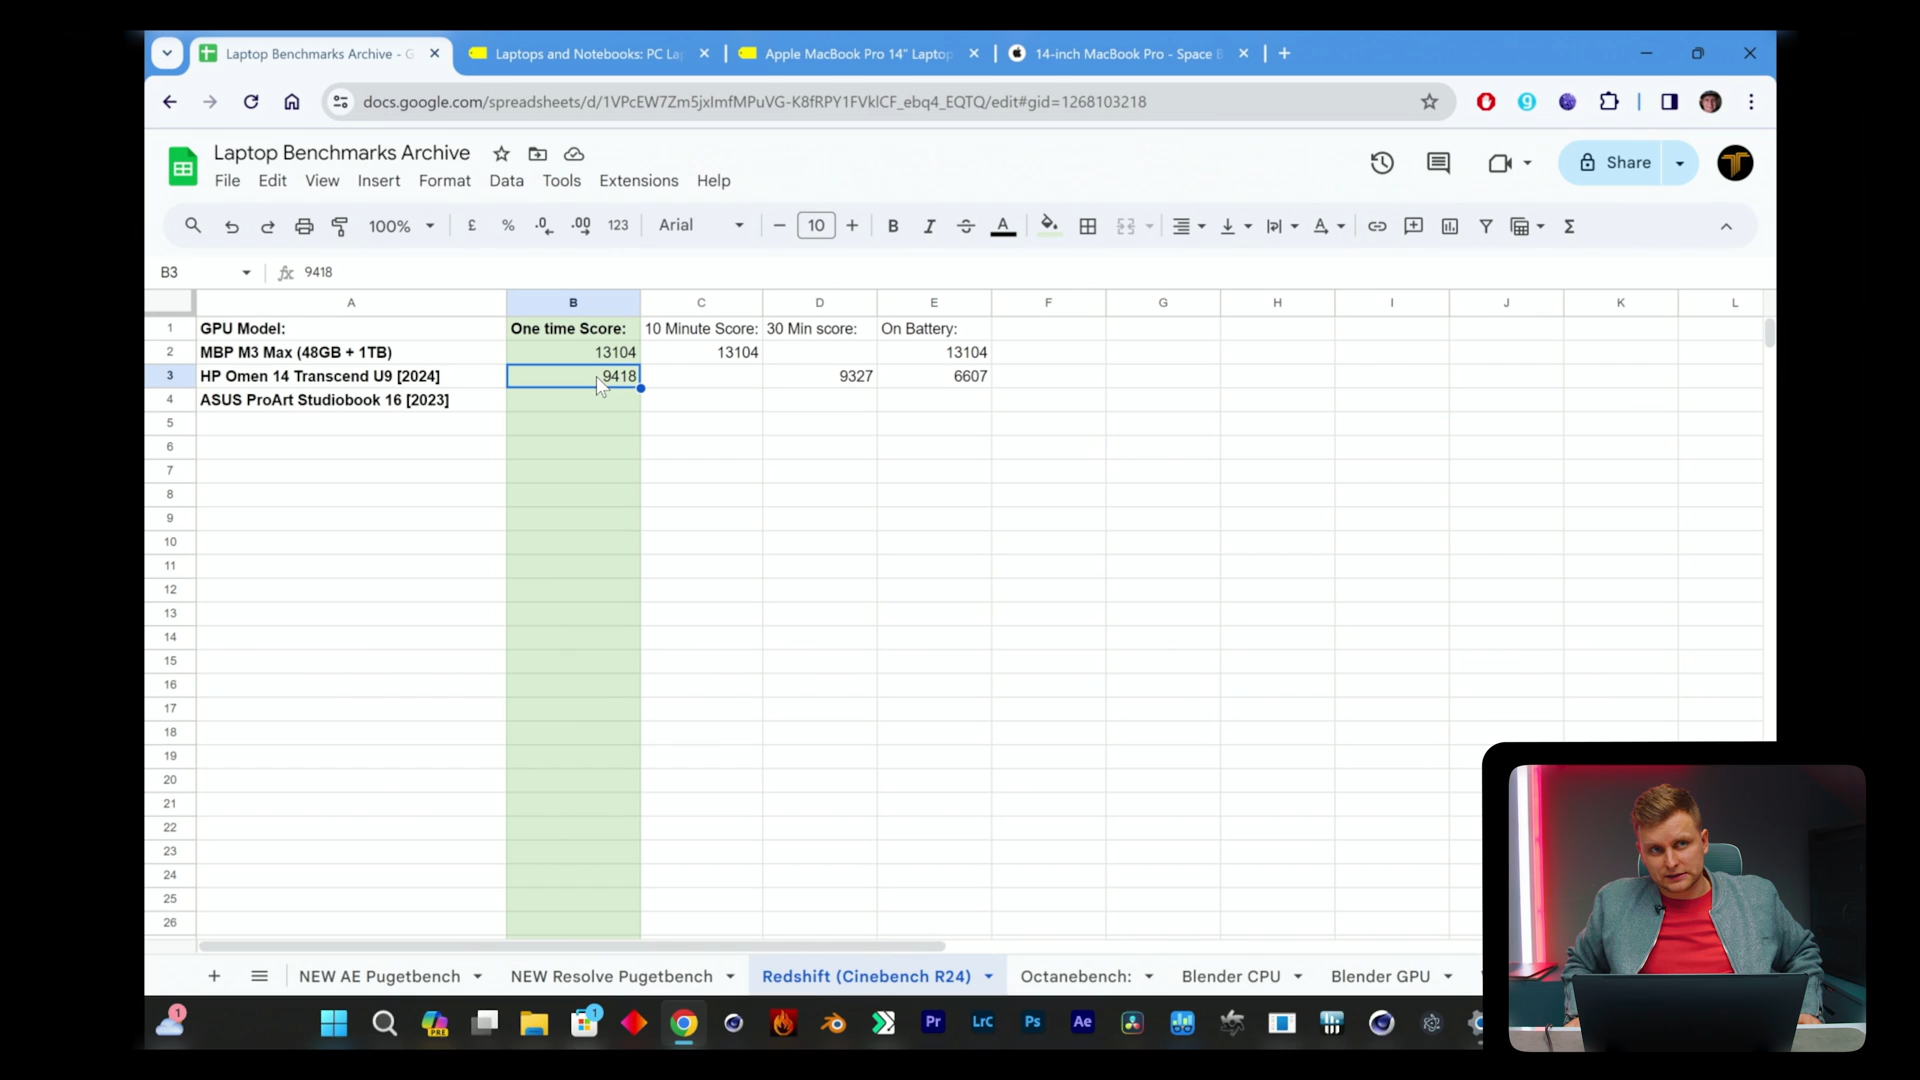 Laptop Benchmarks Archive - G
Laptops and Notebooks: PC La
Apple MacBook Pro 14" Laptop
14-inch MacBook Pro - Space B
docs.google.com/spreadsheets/d/1VPcEW7Zm5jxImfMPuVG-K8fRPY1FVklCF_ebq4_EQTQ/edit#gid=1268103218
Laptop Benchmarks Archive
File Edit View Insert Format Data Tools Extensions Help
Share
100% £ % .0 .00 123 Arial 10 B I A
B3 fx 9418
A B C D E F G H I J K L
1 GPU Model: One time Score: 10 Minute Score: 30 Min score: On Battery:
2 MBP M3 Max (48GB + 1TB) 13104 13104 13104
3 HP Omen 14 Transcend U9 [2024] 9418 9327 6607
4 ASUS ProArt Studiobook 16 [2023]
5
6
7
8
9
10
11
12
13
14
15
16
17
18
19
20
21
22
23
24
25
26
NEW AE Pugetbench NEW Resolve Pugetbench Redshift (Cinebench R24) Octanebench: Blender CPU Blender GPU
1 PRE 1 Pr LrC Ps Ae